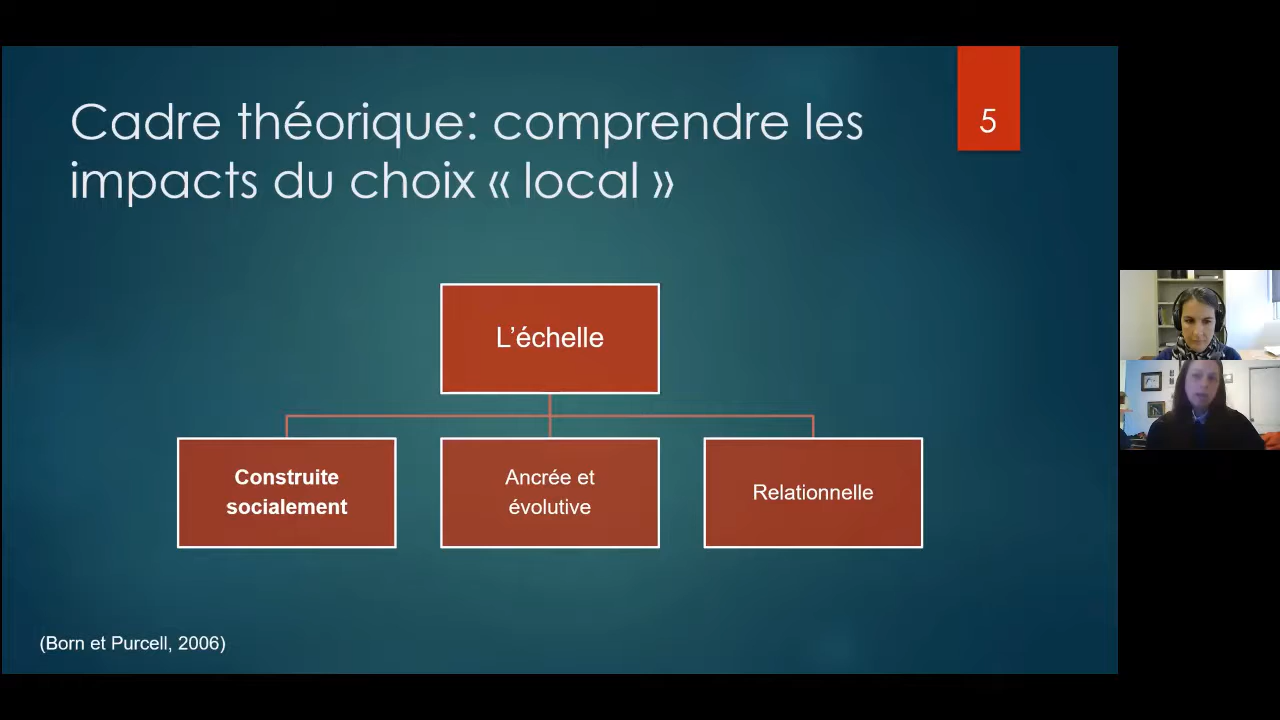 Cadre théorique: comprendre les
impacts du choix « local »
5
L’échelle
Construite
socialement
Ancrée et
évolutive
Relationnelle
(Born et Purcell, 2006)